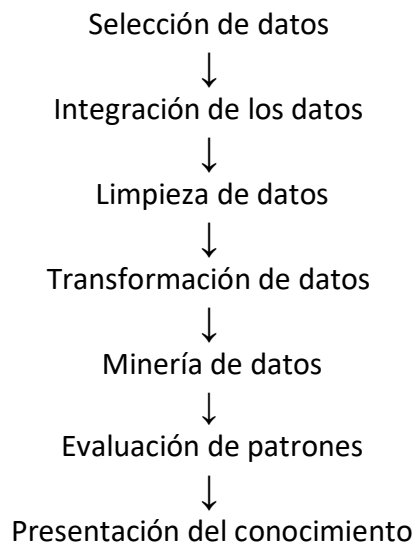 Selección de datos
↓
Integración de los datos
↓
Limpieza de datos
↓
Transformación de datos
↓
Minería de datos
↓
Evaluación de patrones
↓
Presentación del conocimiento